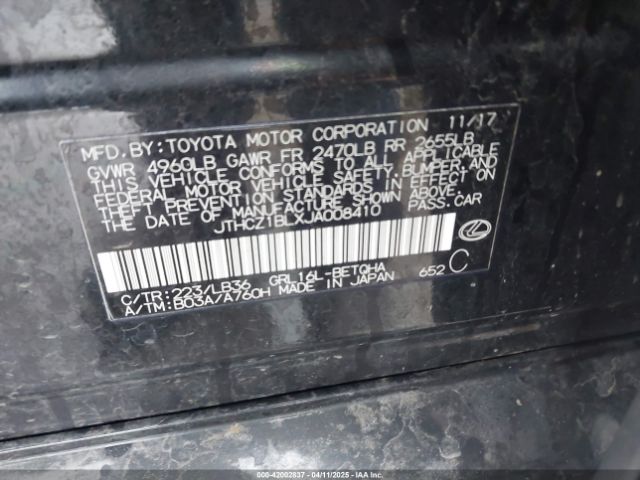 MFD.BY:TOYOTA MOTOR CORPORATION 11/17
GVWR 4960LB GAWR FR 2470LB RR 2655LB
THIS VEHICLE CONFORMS TO ALL APPLICABLE
FEDERAL MOTOR VEHICLE SAFETY,BUMPER,AND
THEFT PREVENTION STANDARDS IN EFFECT ON
THE DATE OF MANUFACTURE SHOWN ABOVE.
JTHCZ1BLXJA008410 PASS.CAR
C/TR:223/LB36 GRL16L-BETQHA 652 C
A/TM:B03A/A760H MADE IN JAPAN
000-42002837 - 04/11/2025 - IAAI.COM